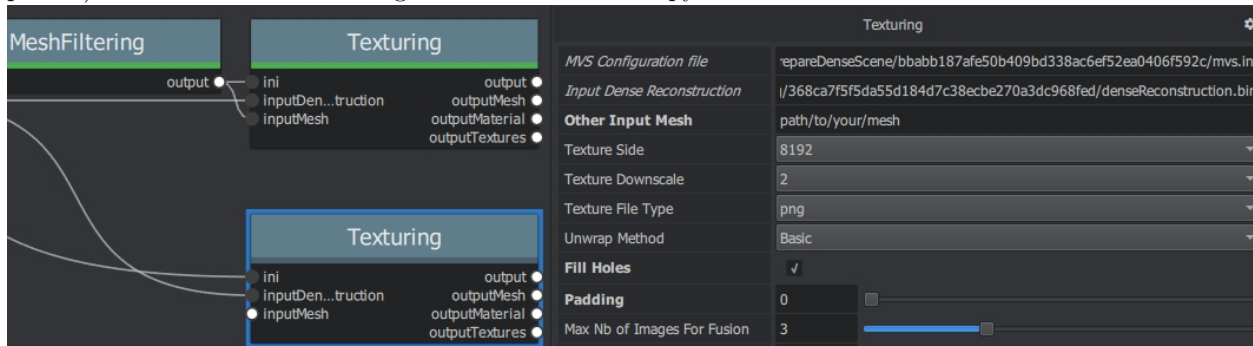 MeshFiltering
output
Texturing
ini
inputDen...truction
inputMesh
output
outputMesh
outputMaterial
outputTextures
Texturing
ini
inputDen...truction
inputMesh
output
outputMesh
outputMaterial
outputTextures
Texturing
MVS Configuration file repareDenseScene/bbabb187afe50b409bd338ac6ef52ea0406f592c/mvs.in
Input Dense Reconstruction /368ca7f5f5da55d184d7c38ecbe270a3dc968fed/denseReconstruction.bin
Other Input Mesh path/to/your/mesh
Texture Side 8192
Texture Downscale 2
Texture File Type png
Unwrap Method Basic
Fill Holes
Padding 0
Max Nb of Images For Fusion 3